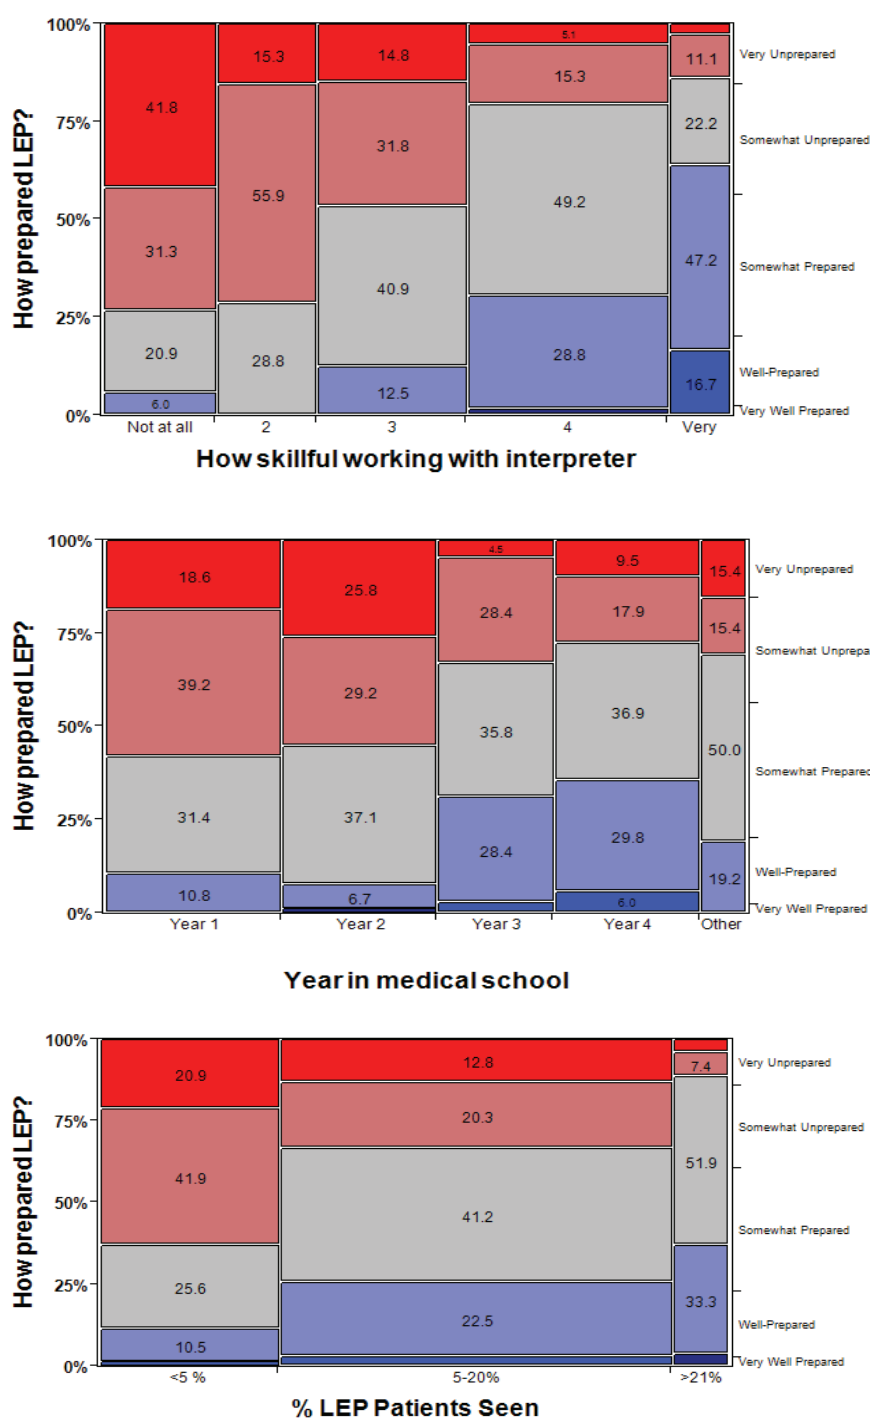 100%
75%
50%
25%
0%
How prepared LEP?
41.8
31.3
20.9
6.0
15.3
55.9
28.8
14.8
31.8
40.9
12.5
5.1
15.3
49.2
28.8
11.1
22.2
47.2
16.7
Very Unprepared
Somewhat Unprepared
Somewhat Prepared
Well-Prepared
Very Well Prepared
Not at all 2 3 4 Very
How skillful working with interpreter
100%
75%
50%
25%
0%
How prepared LEP?
18.6
39.2
31.4
10.8
25.8
29.2
37.1
6.7
4.5
28.4
35.8
28.4
9.5
17.9
36.9
29.8
6.0
15.4
15.4
50.0
19.2
Very Unprepared
Somewhat Unprepa
Somewhat Prepared
Well-Prepared
Very Well Prepared
Year 1 Year 2 Year 3 Year 4 Other
Year in medical school
100%
75%
50%
25%
0%
How prepared LEP?
20.9
41.9
25.6
10.5
12.8
20.3
41.2
22.5
7.4
51.9
33.3
Very Unprepared
Somewhat Unprepared
Somewhat Prepared
Well-Prepared
Very Well Prepared
<5 % 5-20% >21%
% LEP Patients Seen